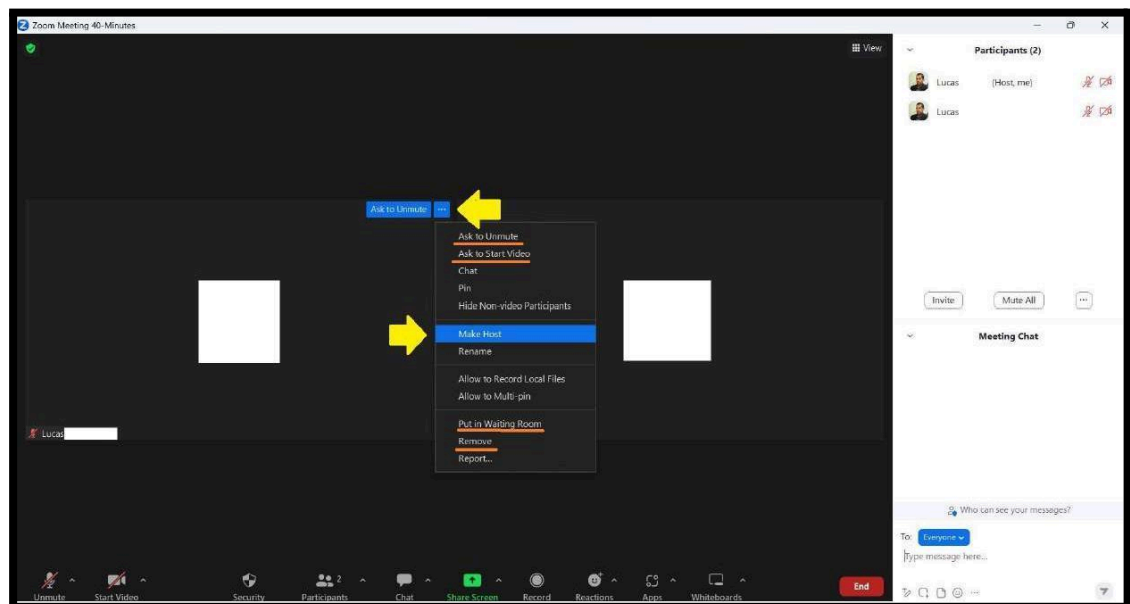 Zoom Meeting 40-Minutes
View
Participants (2)
Lucas (Host, me)
Lucas
Ask to Unmute
Ask to Unmute
Ask to Start Video
Chat
Pin
Hide Non-video Participants
Make Host
Rename
Allow to Record Local Files
Allow to Multi-pin
Put in Waiting Room
Remove
Report...
Lucas
Invite Mute All
Meeting Chat
Who can see your messages?
To: Everyone
Type message here...
2
Unmute Start Video Security Participants Chat Share Screen Record Reactions Apps Whiteboards End